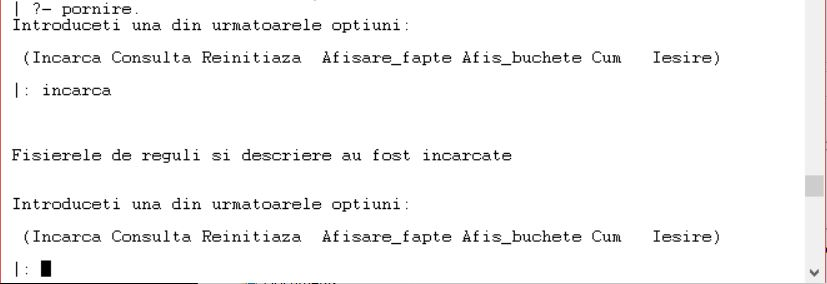 | ?- pornire.
Introduceti una din urmatoarele optiuni:
(Incarca Consulta Reinitiaza  Afisare_fapte Afis_buchete Cum   Iesire)
|: incarca
Fisierele de reguli si descriere au fost incarcate
Introduceti una din urmatoarele optiuni:
(Incarca Consulta Reinitiaza  Afisare_fapte Afis_buchete Cum   Iesire)
|: